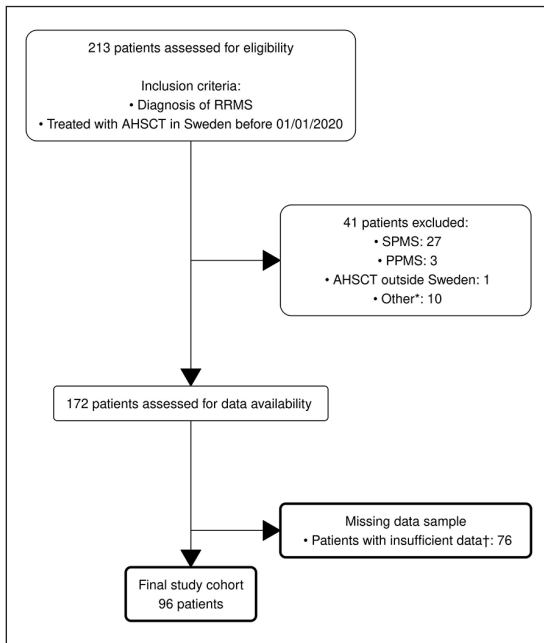 213 patients assessed for eligibility
Inclusion criteria:
• Diagnosis of RRMS
• Treated with AHSCT in Sweden before 01/01/2020
41 patients excluded:
• SPMS: 27
• PPMS: 3
• AHSCT outside Sweden: 1
• Other*: 10
172 patients assessed for data availability
Missing data sample
• Patients with insufficient data†: 76
Final study cohort
96 patients